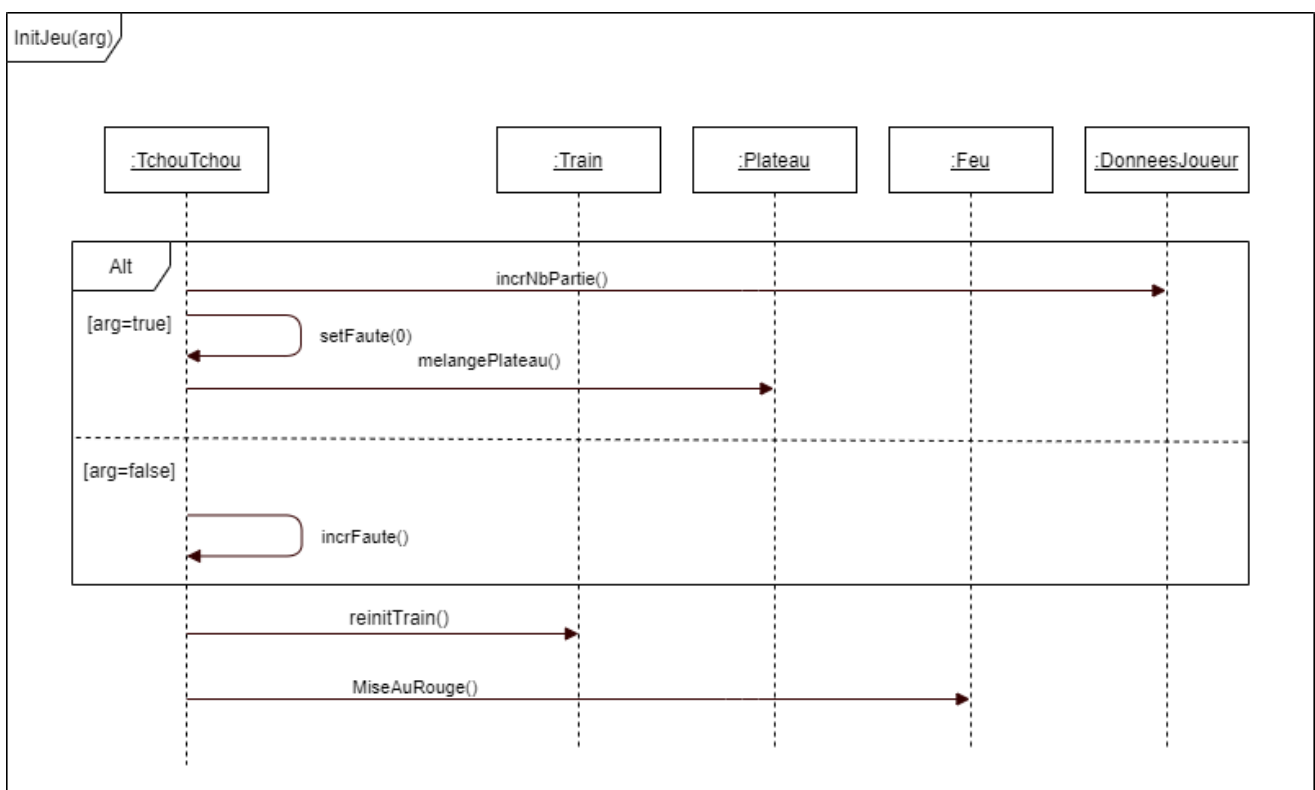 InitJeu(arg)
:TchouTchou
:Train
:Plateau
:Feu
:DonneesJoueur
Alt
incrNbPartie()
[arg=true]
setFaute(0)
melangePlateau()
[arg=false]
incrFaute()
reinitTrain()
MiseAuRouge()